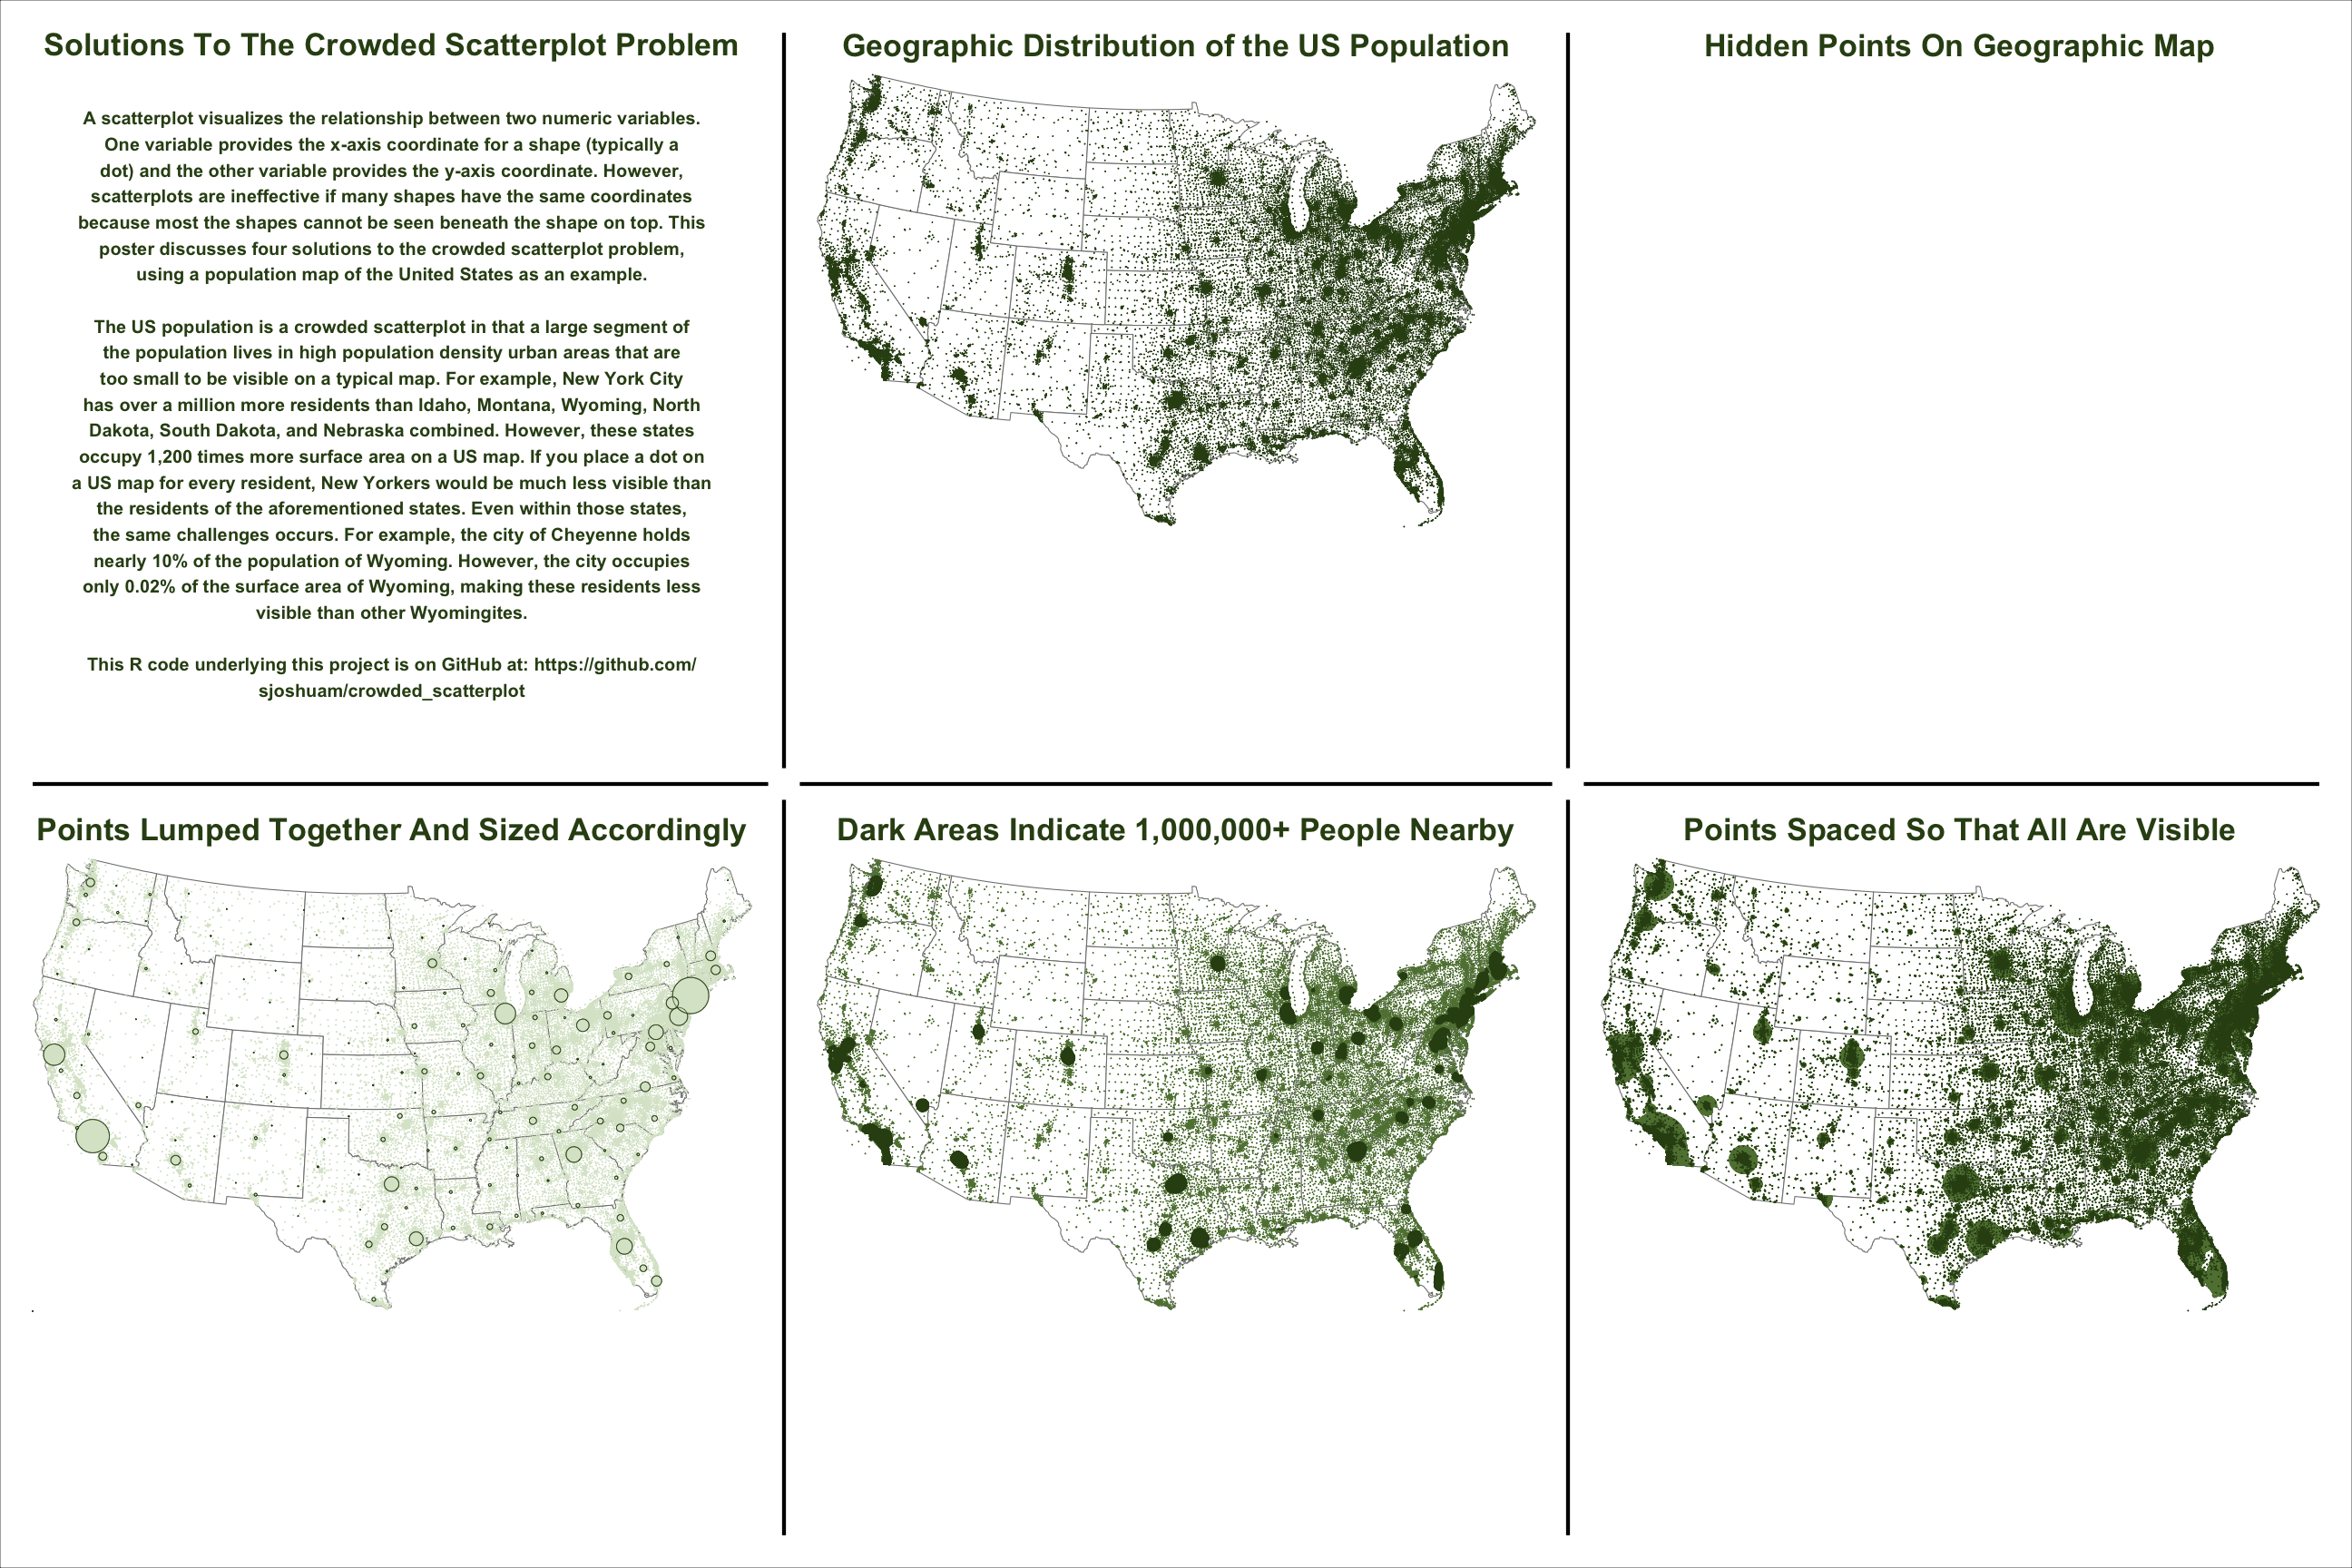 Solutions To The Crowded Scatterplot Problem
A scatterplot visualizes the relationship between two numeric variables.
One variable provides the x-axis coordinate for a shape (typically a
dot) and the other variable provides the y-axis coordinate. However,
scatterplots are ineffective if many shapes have the same coordinates
because most the shapes cannot be seen beneath the shape on top. This
poster discusses four solutions to the crowded scatterplot problem,
using a population map of the United States as an example.
The US population is a crowded scatterplot in that a large segment of
the population lives in high population density urban areas that are
too small to be visible on a typical map. For example, New York City
has over a million more residents than Idaho, Montana, Wyoming, North
Dakota, South Dakota, and Nebraska combined. However, these states
occupy 1,200 times more surface area on a US map. If you place a dot on
a US map for every resident, New Yorkers would be much less visible than
the residents of the aforementioned states. Even within those states,
the same challenges occurs. For example, the city of Cheyenne holds
nearly 10% of the population of Wyoming. However, the city occupies
only 0.02% of the surface area of Wyoming, making these residents less
visible than other Wyomingites.
This R code underlying this project is on GitHub at: https://github.com/
sjoshuam/crowded_scatterplot
Geographic Distribution of the US Population
Hidden Points On Geographic Map
Points Lumped Together And Sized Accordingly
Dark Areas Indicate 1,000,000+ People Nearby
Points Spaced So That All Are Visible